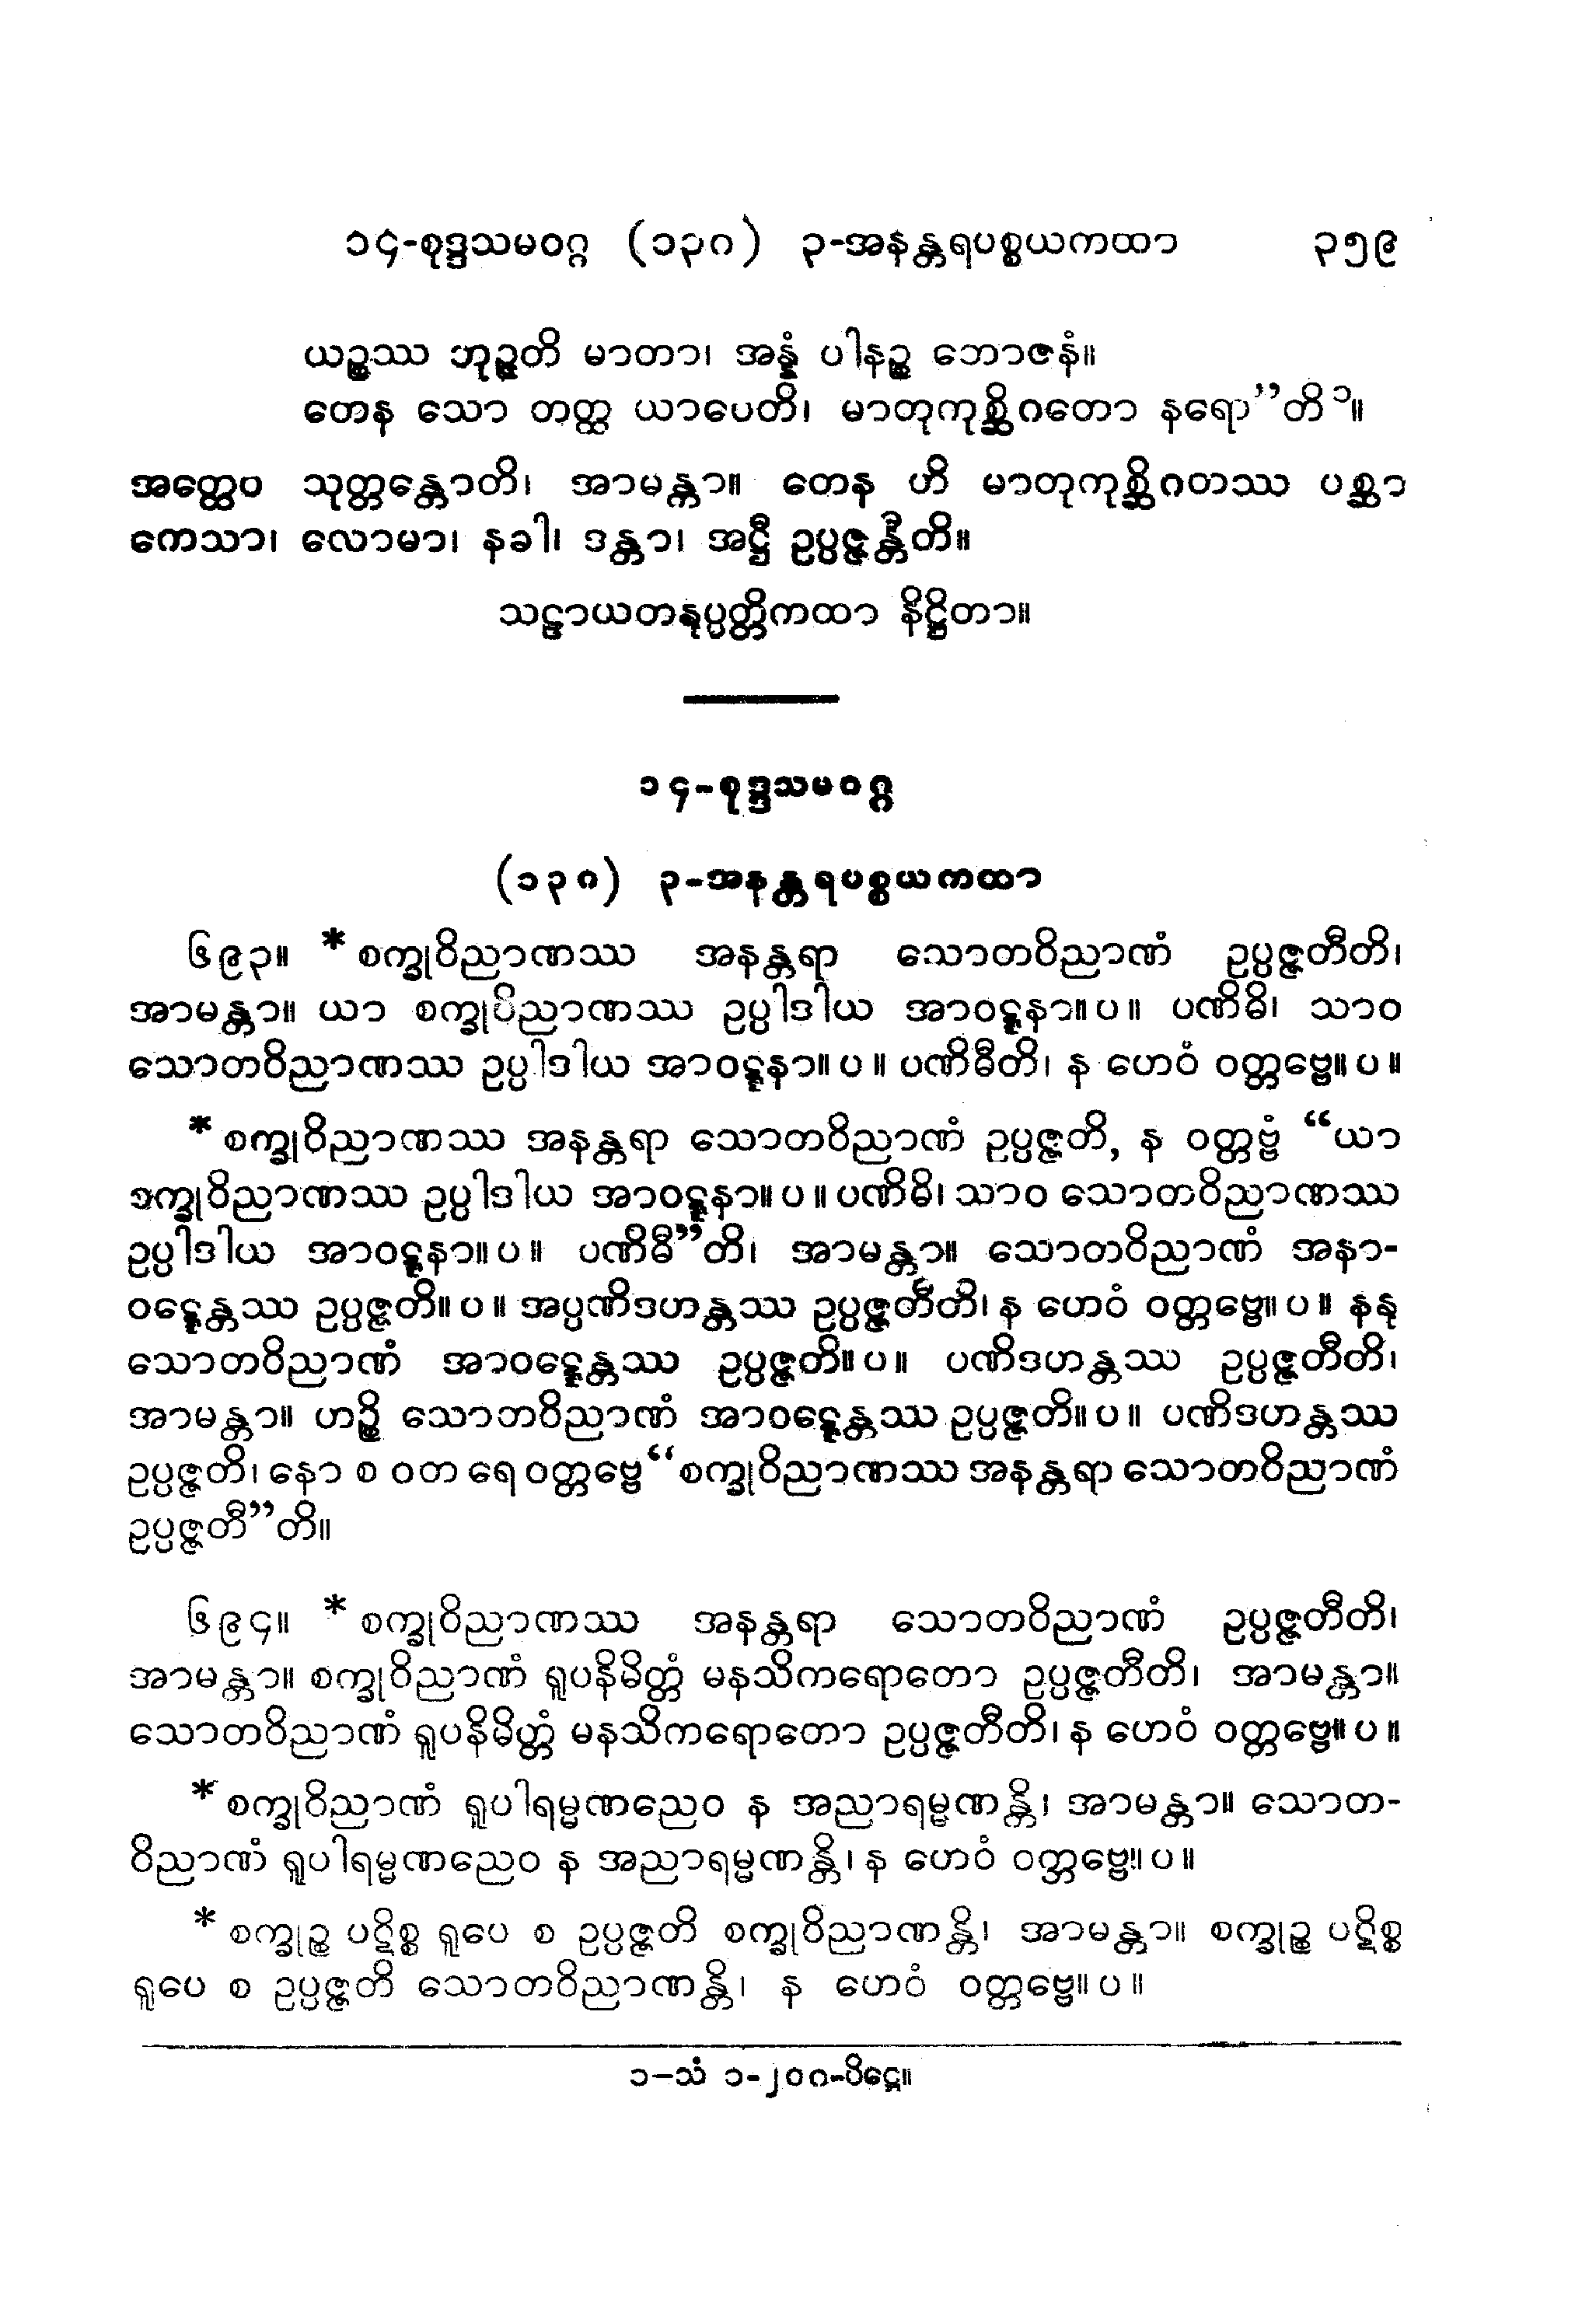 ၁၄-စုဒ္ဒသမဝဂ္ဂ (၁၃ဂ) ၃-အနန္တရပစ္စယကထာ ၃၅၉
ယဉ္စဿ ဘုဉ္ဇတိ မာတာ၊ အန္နံ ပါနဉ္စ ဘောဇနံ။
တေန သော တတ္ထ ယာပေတိ၊ မာတုကုစ္ဆိဂတော နရော”တိ ၁။
အတ္ထေဝ သုတ္တန္တောတိ၊ အာမန္တာ။ တေန ဟိ မာတုကုစ္ဆိဂတဿ ပစ္ဆာ
ကေသာ၊ လောမာ၊ နခါ၊ ဒန္တာ၊ အဋ္ဌီ ဥပ္ပဇ္ဇန္တီတိ။
သဠာယတနုပ္ပတ္တိကထာ နိဋ္ဌိတာ။
၁၄-စုဒ္ဒသမဝဂ္ဂ
(၁၃ဂ) ၃-အနန္တရပစ္စယကထာ
၆၉၃။ * စက္ခုဝိညာဏဿ အနန္တရာ သောတဝိညာဏံ ဥပ္ပဇ္ဇတီတိ၊
အာမန္တာ။ ယာ စက္ခုဝိညာဏဿ ဥပ္ပါဒါယ အာဝဋ္ဋနာ။ပ။ ပဏိဓိ၊ သာဝ
သောတဝိညာဏဿ ဥပ္ပါဒါယ အာဝဋ္ဋနာ။ပ။ ပဏိဓီတိ၊ န ဟေဝံ ဝတ္တဗ္ဗေ။ပ။
* စက္ခုဝိညာဏဿ အနန္တရာ သောတဝိညာဏံ ဥပ္ပဇ္ဇတိ, န ဝတ္တဗ္ဗံ “ယာ
စက္ခုဝိညာဏဿ ဥပ္ပါဒါယ အာဝဋ္ဋနာ။ပ။ ပဏိဓိ၊ သာဝ သောတဝိညာဏဿ
ဥပ္ပါဒါယ အာဝဋ္ဋနာ။ပ။ ပဏိဓီ”တိ၊ အာမန္တာ။ သောတဝိညာဏံ အနာ-
ဝဋ္ဋေန္တဿ ဥပ္ပဇ္ဇတိ။ပ။ အပ္ပဏိဒဟန္တဿ ဥပ္ပဇ္ဇတီတိ၊ န ဟေဝံ ဝတ္တဗ္ဗေ။ပ။ နနု
သောတဝိညာဏံ အာဝဋ္ဋေန္တဿ ဥပ္ပဇ္ဇတိ။ပ။ ပဏိဒဟန္တဿ ဥပ္ပဇ္ဇတီတိ၊
အာမန္တာ။ ဟဉ္စိ သောတဝိညာဏံ အာဝဋ္ဋေန္တဿ ဥပ္ပဇ္ဇတိ။ပ။ ပဏိဒဟန္တဿ
ဥပ္ပဇ္ဇတိ၊ နော စ ဝတ ရေ ဝတ္တဗ္ဗေ “စက္ခုဝိညာဏဿ အနန္တရာ သောတဝိညာဏံ
ဥပ္ပဇ္ဇတီ”တိ။
၆၉၄။ * စက္ခုဝိညာဏဿ အနန္တရာ သောတဝိညာဏံ ဥပ္ပဇ္ဇတီတိ၊
အာမန္တာ။ စက္ခုဝိညာဏံ ရူပနိမိတ္တံ မနသိကရောတော ဥပ္ပဇ္ဇတီတိ၊ အာမန္တာ။
သောတဝိညာဏံ ရူပနိမိတ္တံ မနသိကရောတော ဥပ္ပဇ္ဇတီတိ၊ န ဟေဝံ ဝတ္တဗ္ဗေ။ပ။
* စက္ခုဝိညာဏံ ရူပါရမ္မဏညေဝ န အညာရမ္မဏန္တိ၊ အာမန္တာ။ သောတ-
ဝိညာဏံ ရူပါရမ္မဏညေဝ န အညာရမ္မဏန္တိ၊ န ဟေဝံ ဝတ္တဗ္ဗေ။ပ။
* စက္ခုဉ္စ ပဋိစ္စ ရူပေ စ ဥပ္ပဇ္ဇတိ စက္ခုဝိညာဏန္တိ၊ အာမန္တာ။ စက္ခုဉ္စ ပဋိစ္စ
ရူပေ စ ဥပ္ပဇ္ဇတိ သောတဝိညာဏန္တိ၊ န ဟေဝံ ဝတ္တဗ္ဗေ။ပ။
၁−သံ ၁-၂၀ဂ-ပိဋ္ဌေ။